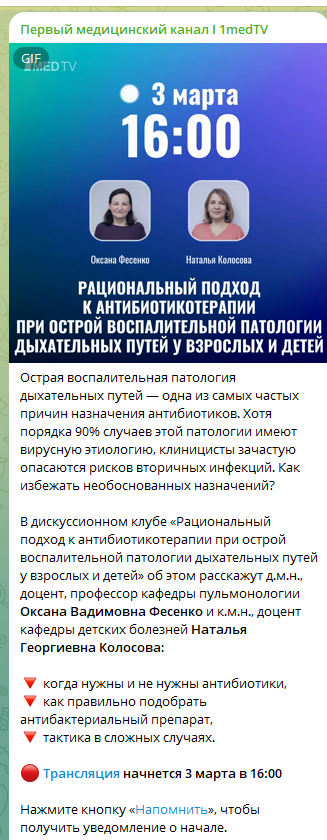 Первый медицинский канал I 1medTV
GIF
1MEDTV
3 марта
16:00
Оксана Фесенко
Наталья Колосова
РАЦИОНАЛЬНЫЙ ПОДХОД
К АНТИБИОТИКОТЕРАПИИ
ПРИ ОСТРОЙ ВОСПАЛИТЕЛЬНОЙ ПАТОЛОГИИ
ДЫХАТЕЛЬНЫХ ПУТЕЙ У ВЗРОСЛЫХ И ДЕТЕЙ
Острая воспалительная патология
дыхательных путей — одна из самых частых
причин назначения антибиотиков. Хотя
порядка 90% случаев этой патологии имеют
вирусную этиологию, клиницисты зачастую
опасаются рисков вторичных инфекций. Как
избежать необоснованных назначений?
В дискуссионном клубе «Рациональный
подход к антибиотикотерапии при острой
воспалительной патологии дыхательных путей
у взрослых и детей» об этом расскажут д.м.н.,
доцент, профессор кафедры пульмонологии
Оксана Вадимовна Фесенко и к.м.н., доцент
кафедры детских болезней Наталья
Георгиевна Колосова:
когда нужны и не нужны антибиотики,
как правильно подобрать
антибактериальный препарат,
тактика в сложных случаях.
Трансляция начнется 3 марта в 16:00
Нажмите кнопку «Напомнить», чтобы
получить уведомление о начале.